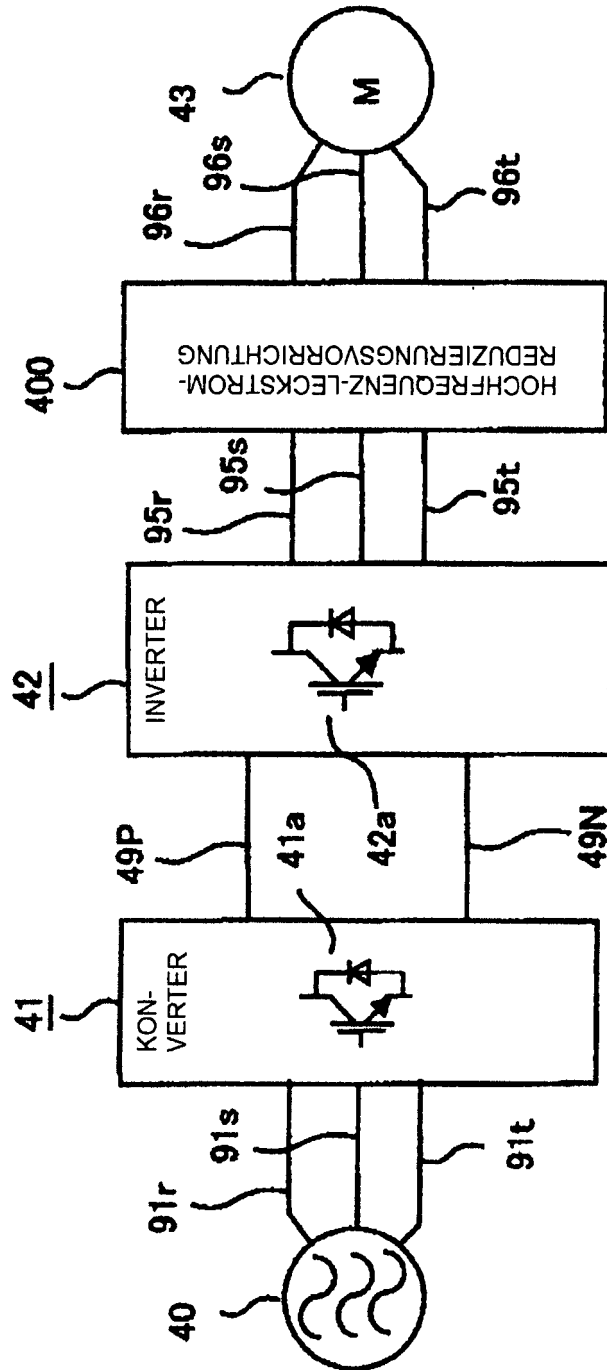 40
91r
91s
91t
41
KON-
VERTER
41a
49P
49N
42
INVERTER
42a
95r
95s
95t
400
HOCHFREQUENZ-LECKSTROM-
REDUZIERUNGSVORRICHTUNG
96r
96s
96t
43
M